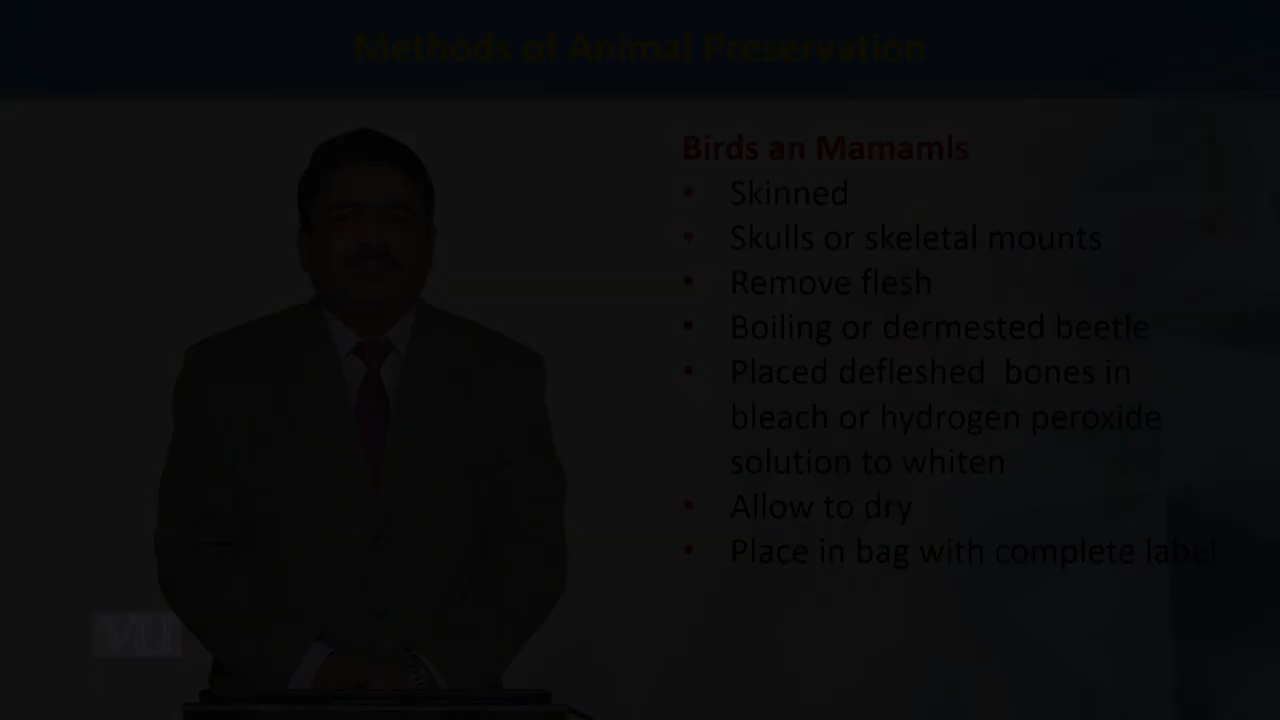 Methods of Animal Preservation
Birds an Mamamls
• Skinned
• Skulls or skeletal mounts
• Remove flesh
• Boiling or dermested beetle
• Placed defleshed bones in
bleach or hydrogen peroxide
solution to whiten
• Allow to dry
• Place in bag with complete label
VU